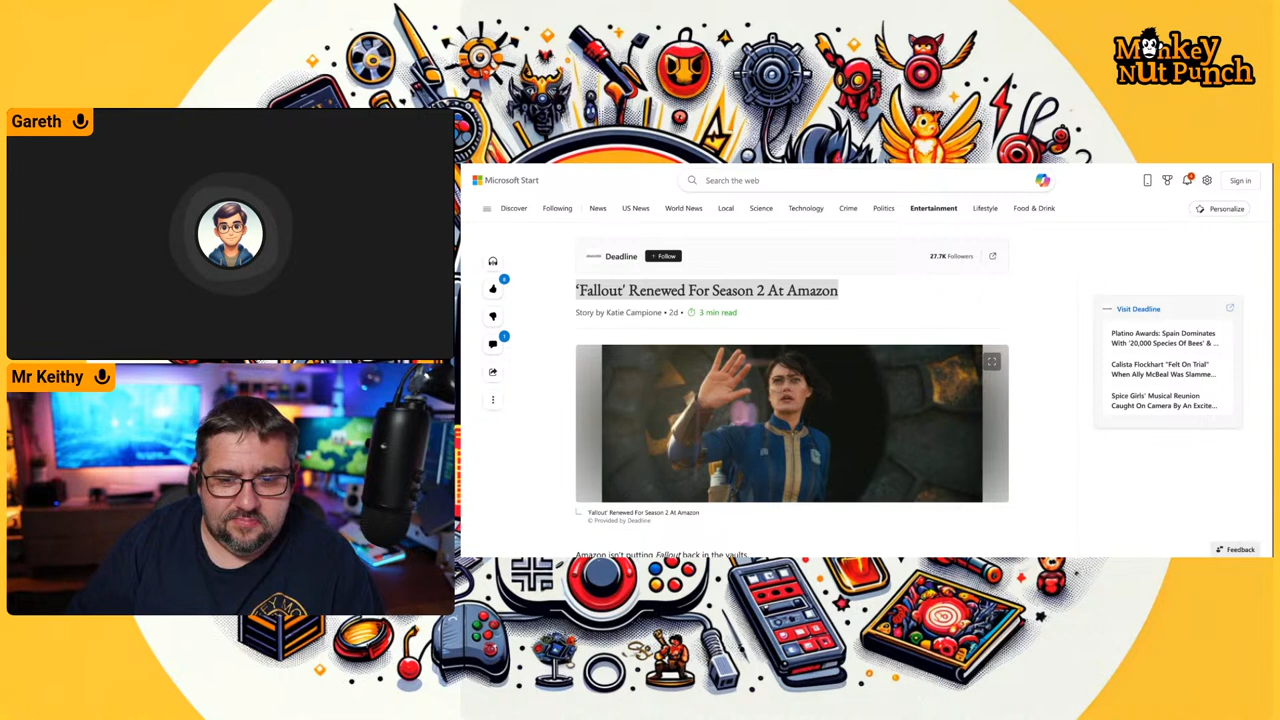 Monkey
Nut Punch
Gareth
Mr Keithy
Microsoft Start
Search the web
4
Sign in
Discover
Following
News
US News
World News
Local
Science
Technology
Crime
Politics
Entertainment
Lifestyle
Food & Drink
Personalize
Deadline
+ Follow
27.7K Followers
‘Fallout’ Renewed For Season 2 At Amazon
Story by Katie Campione • 2d • 3 min read
'Fallout' Renewed For Season 2 At Amazon
© Provided by Deadline
Amazon isn't putting Fallout back in the vaults.
Visit Deadline
Platino Awards: Spain Dominates
With '20,000 Species Of Bees' & ...
Calista Flockhart "Felt On Trial"
When Ally McBeal Was Slamme...
Spice Girls' Musical Reunion
Caught On Camera By An Excite...
Feedback